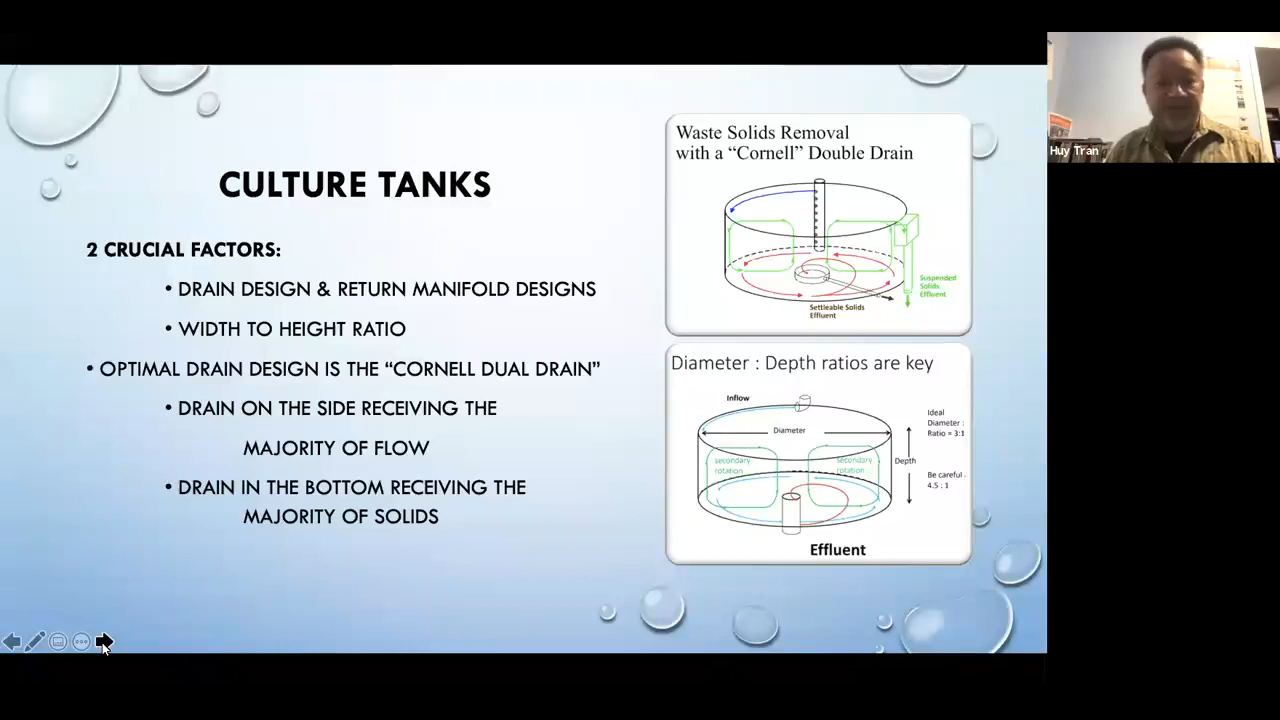 CULTURE TANKS
2 CRUCIAL FACTORS:
• DRAIN DESIGN & RETURN MANIFOLD DESIGNS
• WIDTH TO HEIGHT RATIO
• OPTIMAL DRAIN DESIGN IS THE “CORNELL DUAL DRAIN”
• DRAIN ON THE SIDE RECEIVING THE
MAJORITY OF FLOW
• DRAIN IN THE BOTTOM RECEIVING THE
MAJORITY OF SOLIDS
Waste Solids Removal
with a “Cornell” Double Drain
Suspended
Solids
Effluent
Settleable Solids
Effluent
Diameter : Depth ratios are key
Inflow
Diameter
secondary
rotation
secondary
rotation
Depth
Ideal
Diameter :
Ratio = 3:1
Be careful
4.5 : 1
Effluent
Huy Tran